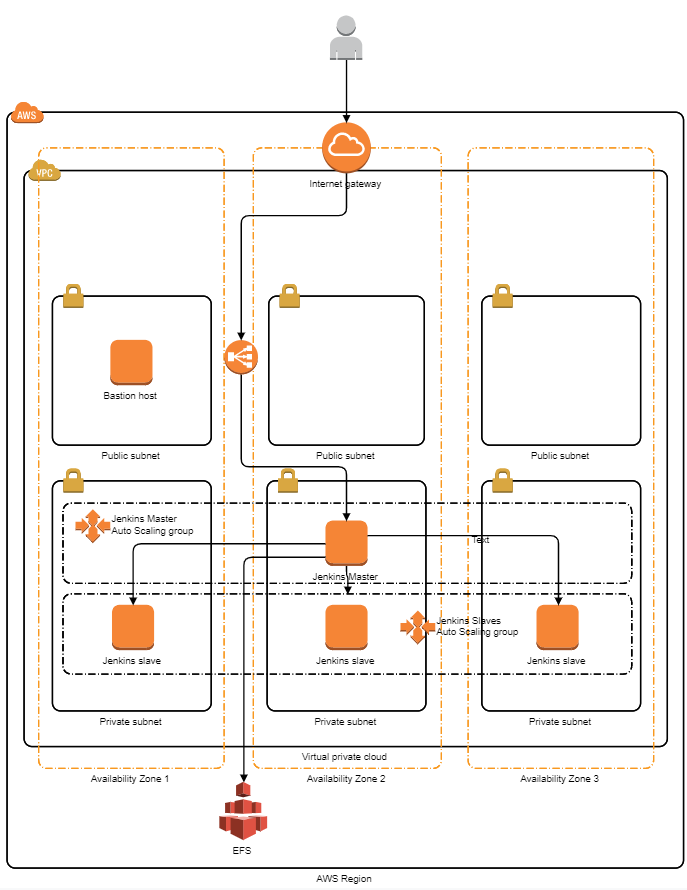 AWS
VPC
Internet gateway
Bastion host
Public subnet
Public subnet
Public subnet
Jenkins Master
Auto Scaling group
Text
Jenkins Master
Jenkins Slaves
Auto Scaling group
Jenkins slave
Jenkins slave
Jenkins slave
Private subnet
Private subnet
Private subnet
Virtual private cloud
Availability Zone 1
Availability Zone 2
Availability Zone 3
EFS
AWS Region